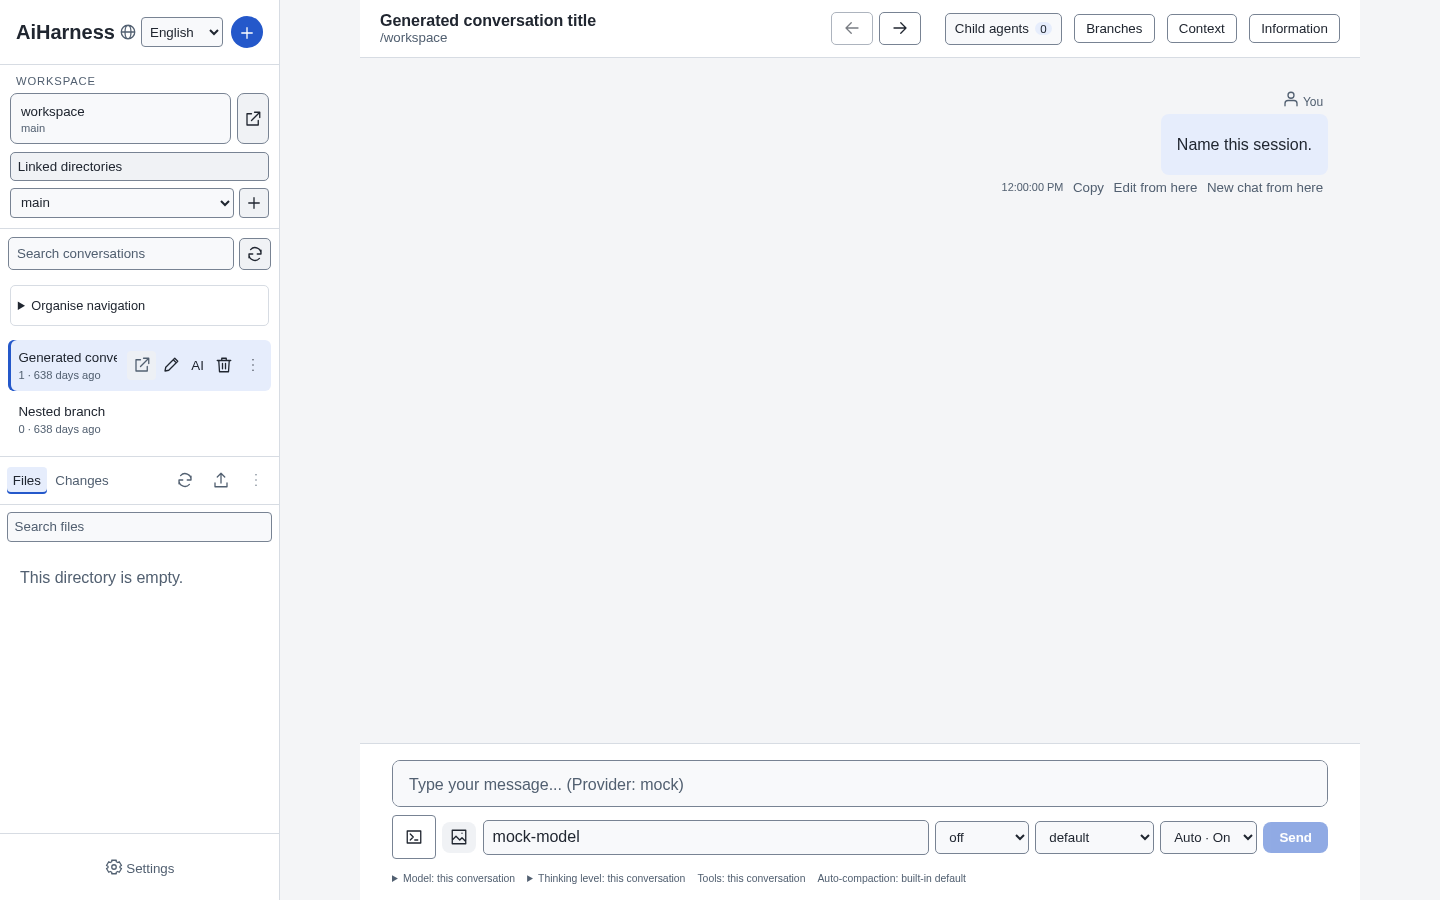 AiHarness
English
WORKSPACE
workspace
main
Linked directories
main
Search conversations
Organise navigation
Generated conve
1 · 638 days ago
AI
Nested branch
0 · 638 days ago
Files
Changes
Search files
This directory is empty.
Settings
Generated conversation title
/workspace
Child agents 0
Branches
Context
Information
You
Name this session.
12:00:00 PM Copy Edit from here New chat from here
Type your message... (Provider: mock)
mock-model
off
default
Auto · On
Send
Model: this conversation
Thinking level: this conversation
Tools: this conversation
Auto-compaction: built-in default